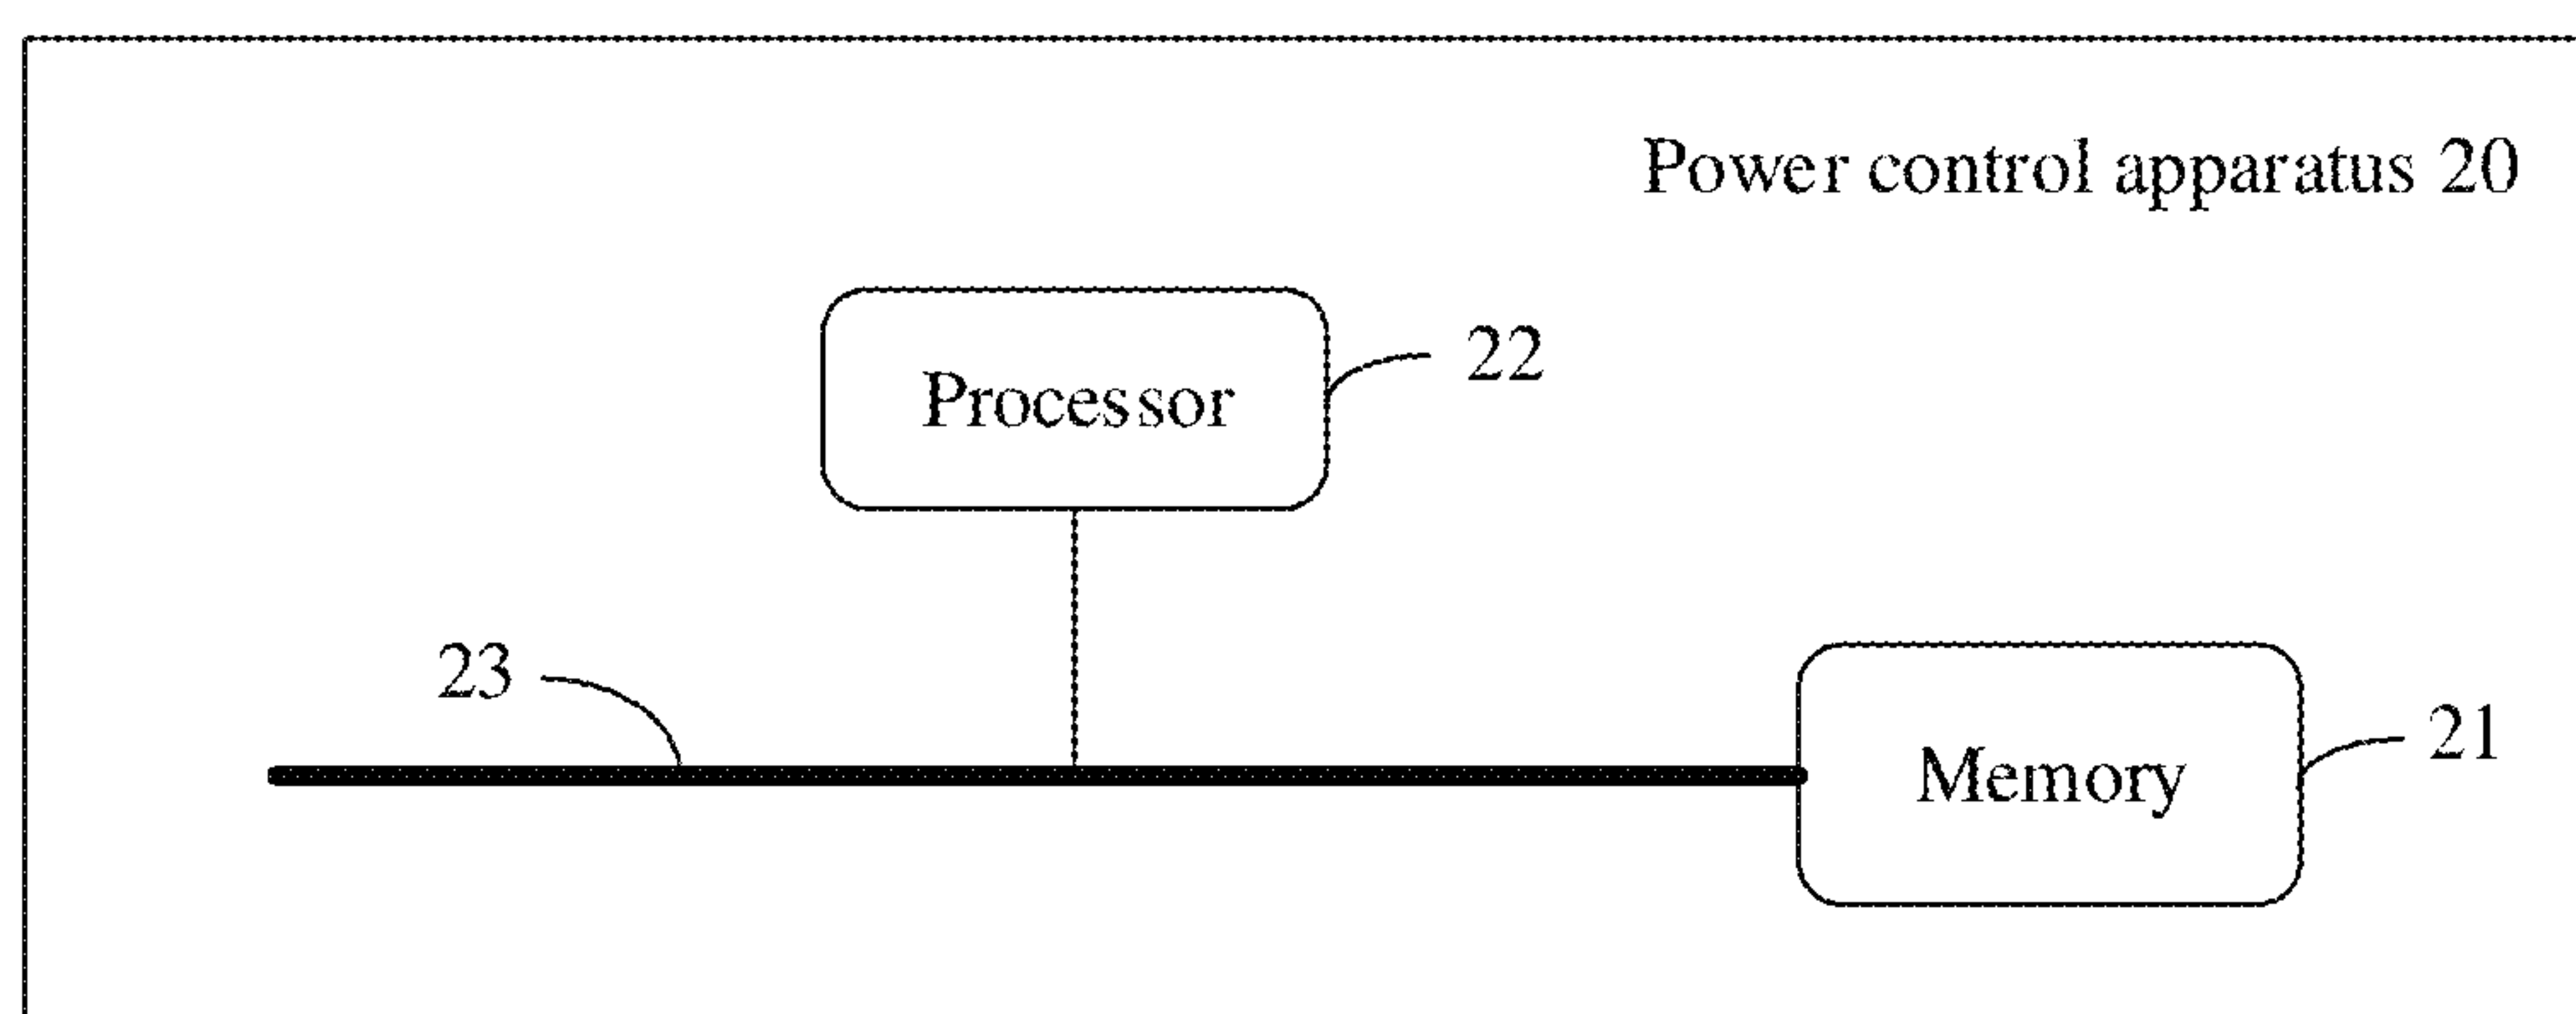 Power control apparatus 20
Processor
22
23
Memory
21